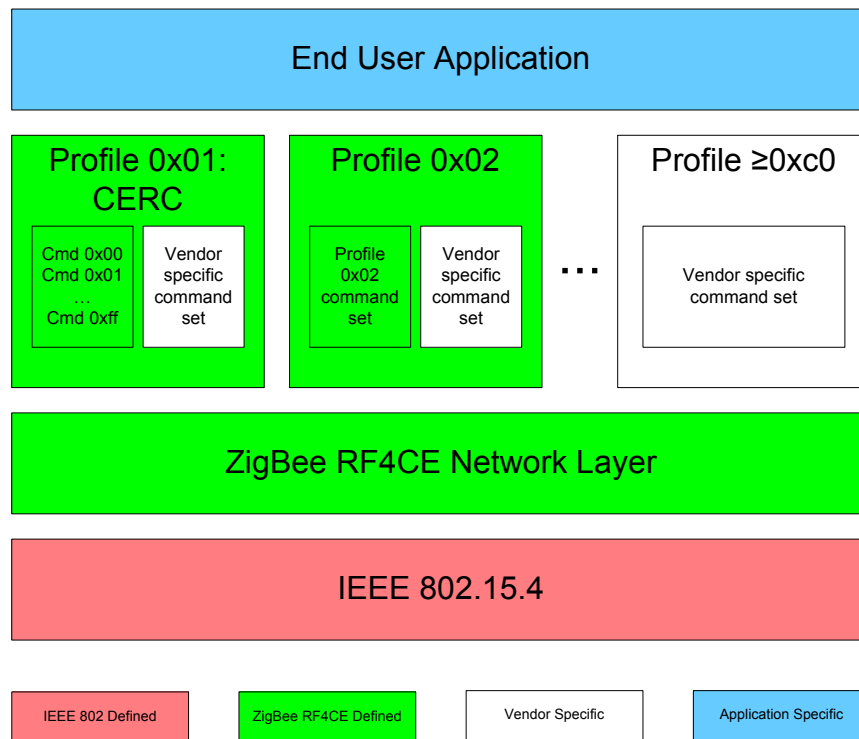 End User Application
Profile 0x01:
CERC
Cmd 0x00
Cmd 0x01
…
Cmd 0xff
Vendor
specific
command
set
Profile 0x02
Profile
0x02
command
set
Vendor
specific
command
set
...
Profile ≥0xc0
Vendor specific
command set
ZigBee RF4CE Network Layer
IEEE 802.15.4
IEEE 802 Defined
ZigBee RF4CE Defined
Vendor Specific
Application Specific